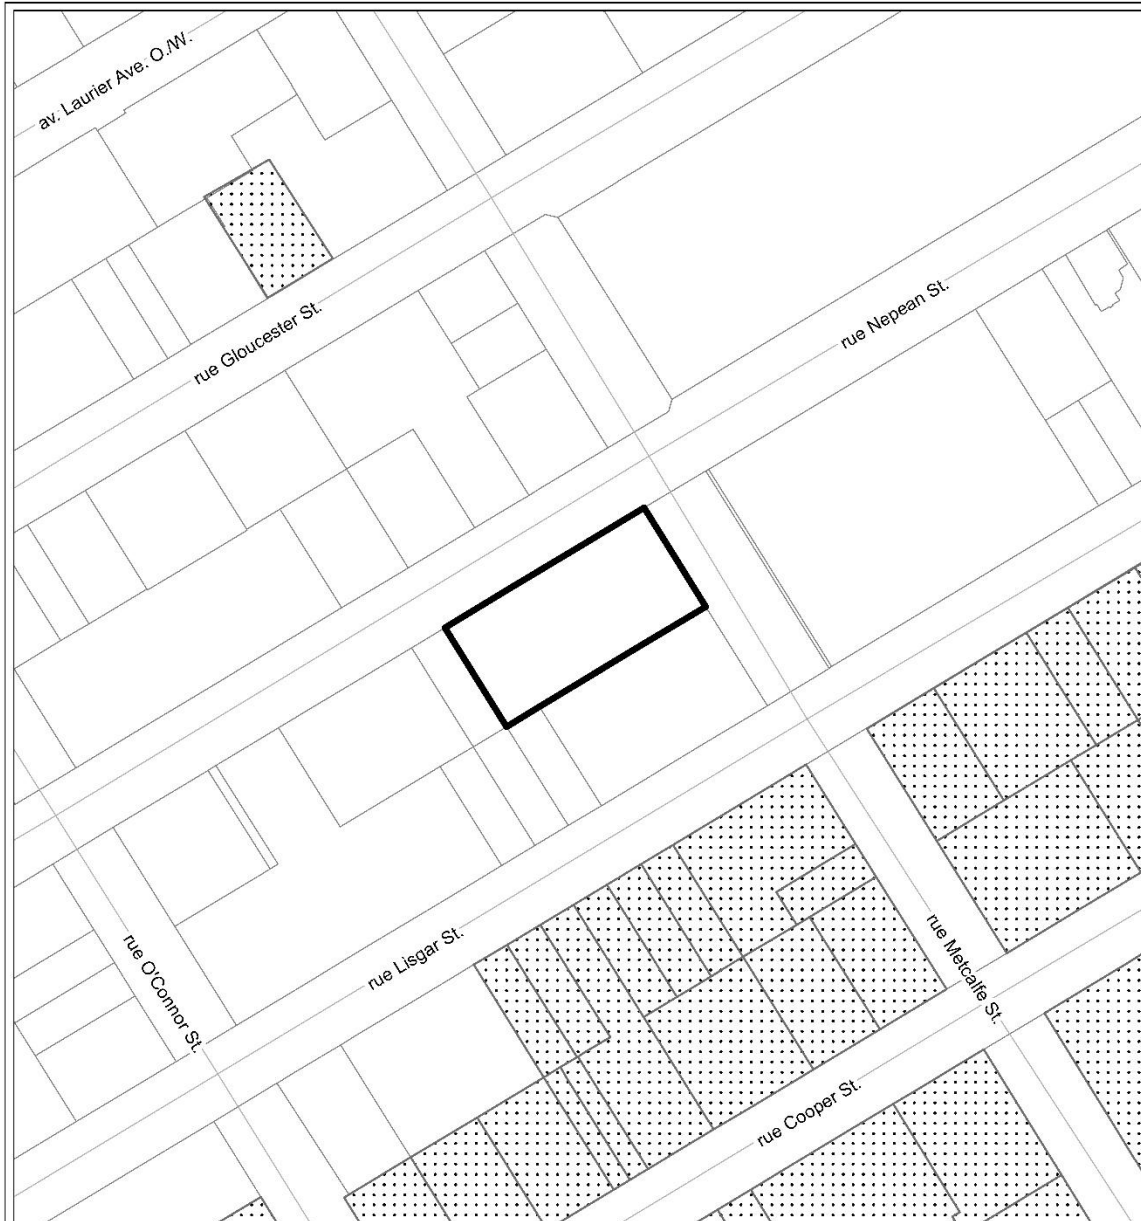 av. Laurier Ave. O./W.
rue Gloucester St.
rue Nepean St.
rue Lisgar St.
rue O'Connor St.
rue Metcalfe St.
rue Cooper St.